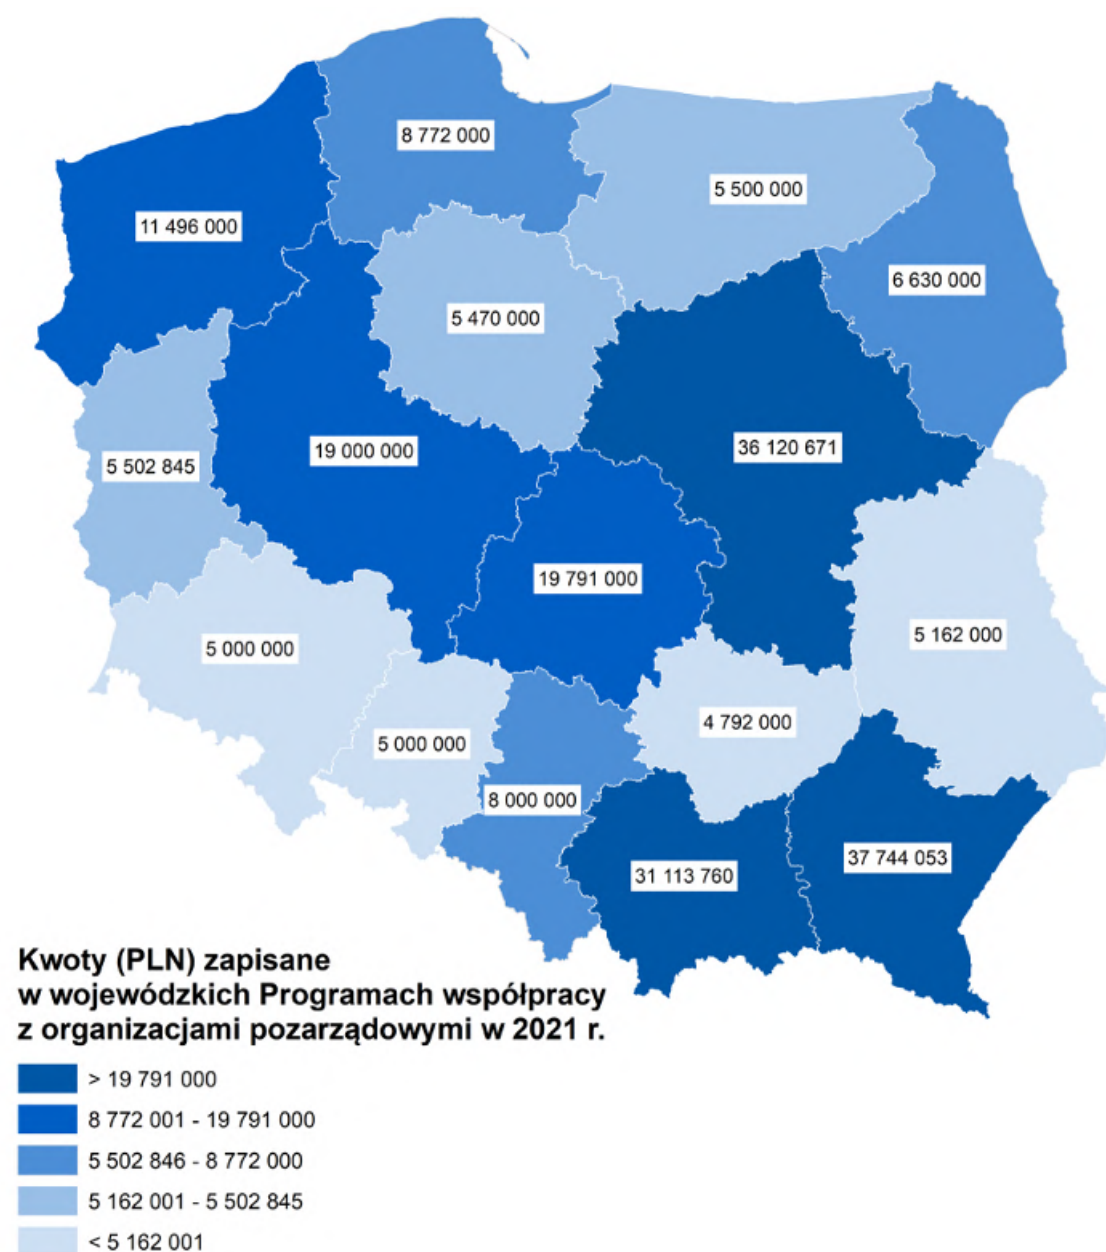 8 772 000
5 500 000
11 496 000
6 630 000
5 470 000
19 000 000
36 120 671
5 502 845
19 791 000
5 162 000
5 000 000
4 792 000
5 000 000
8 000 000
37 744 053
31 113 760
Kwoty (PLN) zapisane
w wojewódzkich Programach współpracy
z organizacjami pozarządowymi w 2021 r.
> 19 791 000
8 772 001 - 19 791 000
5 502 846 - 8 772 000
5 162 001 - 5 502 845
< 5 162 001